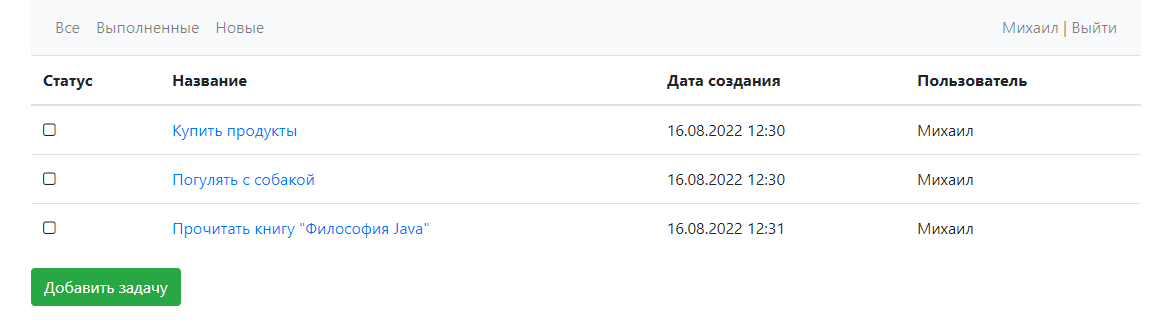 Все Выполненные Новые Михаил | Выйти
Статус Название Дата создания Пользователь
Купить продукты 16.08.2022 12:30 Михаил
Погулять с собакой 16.08.2022 12:30 Михаил
Прочитать книгу "Философия Java" 16.08.2022 12:31 Михаил
Добавить задачу